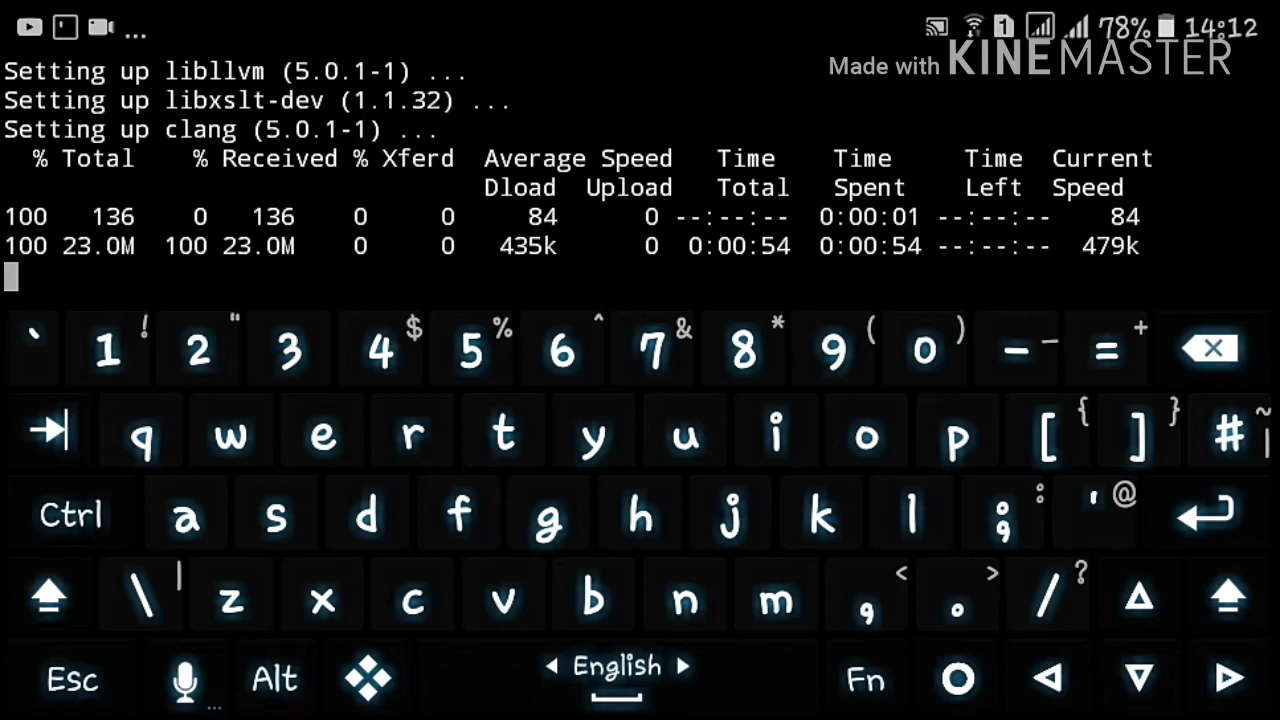 ... 1 78% 14:12
Made with KINEMASTER
Setting up libllvm (5.0.1-1) ...
Setting up libxslt-dev (1.1.32) ...
Setting up clang (5.0.1-1) ...
% Total % Received % Xferd Average Speed Time Time Time Current
Dload Upload Total Spent Left Speed
100 136 0 136 0 0 84 0 --:--:-- 0:00:01 --:--:-- 84
100 23.0M 100 23.0M 0 0 435k 0 0:00:54 0:00:54 --:--:-- 479k
` 1 ! 2 " 3 4 $ 5 % 6 ^ 7 & 8 * 9 ( 0 ) - _ = +
q w e r t y u i o p [ { ] } # ~ |
Ctrl a s d f g h j k l ; : ' @
\ | z x c v b n m , < . > / ?
Esc ... Alt English Fn